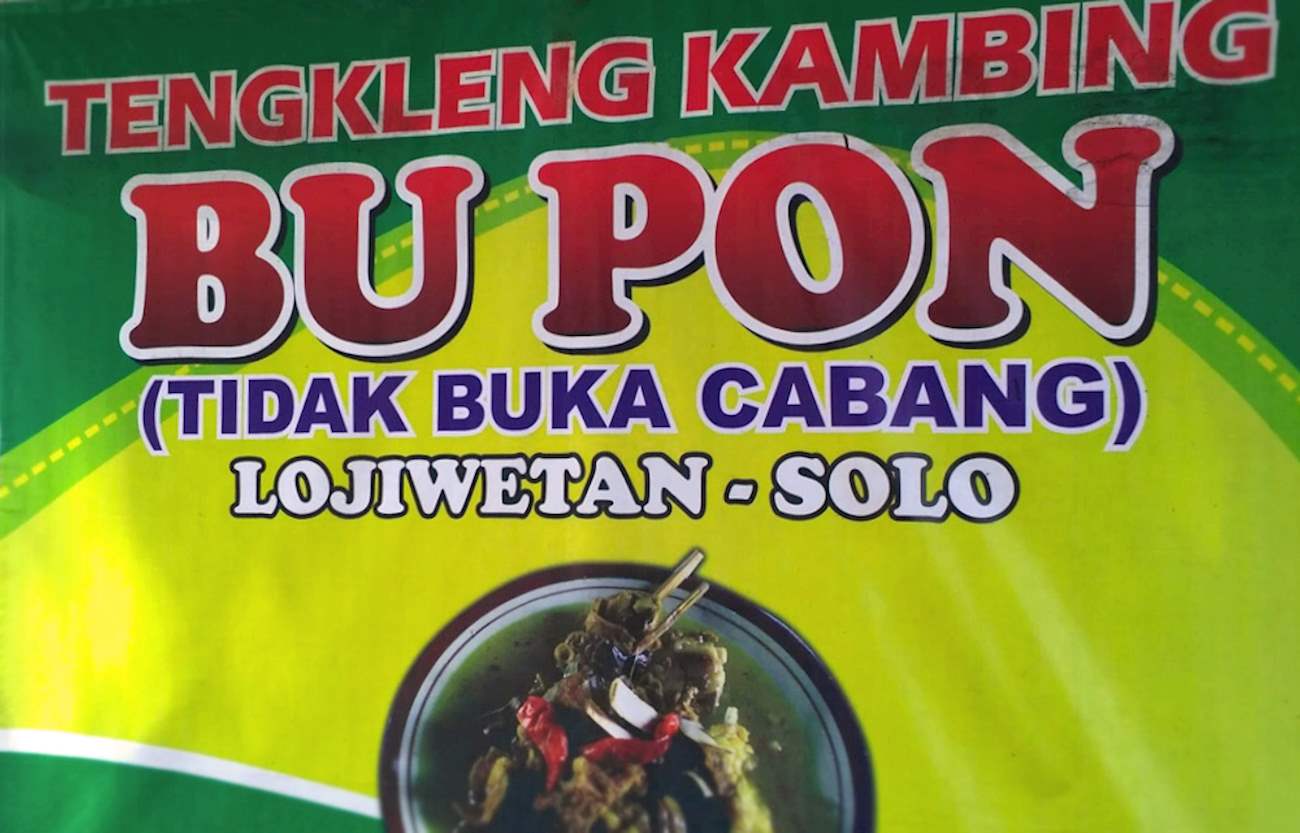 TENGKLENG KAMBING
BU PON
(TIDAK BUKA CABANG)
LOJIWETAN - SOLO